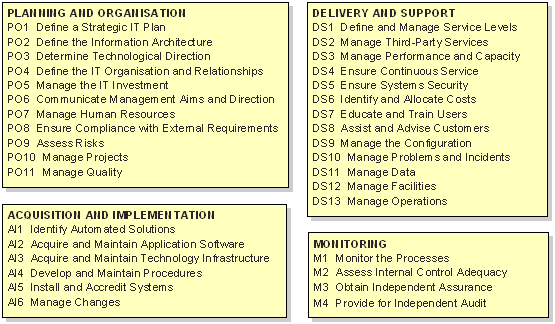 PLANNING AND ORGANISATION
PO1 Define a Strategic IT Plan
PO2 Define the Information Architecture
PO3 Determine Technological Direction
PO4 Define the IT Organisation and Relationships
PO5 Manage the IT Investment
PO6 Communicate Management Aims and Direction
PO7 Manage Human Resources
PO8 Ensure Compliance with External Requirements
PO9 Assess Risks
PO10 Manage Projects
PO11 Manage Quality
ACQUISITION AND IMPLEMENTATION
AI1 Identify Automated Solutions
AI2 Acquire and Maintain Application Software
AI3 Acquire and Maintain Technology Infrastructure
AI4 Develop and Maintain Procedures
AI5 Install and Accredit Systems
AI6 Manage Changes
DELIVERY AND SUPPORT
DS1 Define and Manage Service Levels
DS2 Manage Third-Party Services
DS3 Manage Performance and Capacity
DS4 Ensure Continuous Service
DS5 Ensure Systems Security
DS6 Identify and Allocate Costs
DS7 Educate and Train Users
DS8 Assist and Advise Customers
DS9 Manage the Configuration
DS10 Manage Problems and Incidents
DS11 Manage Data
DS12 Manage Facilities
DS13 Manage Operations
MONITORING
M1 Monitor the Processes
M2 Assess Internal Control Adequacy
M3 Obtain Independent Assurance
M4 Provide for Independent Audit